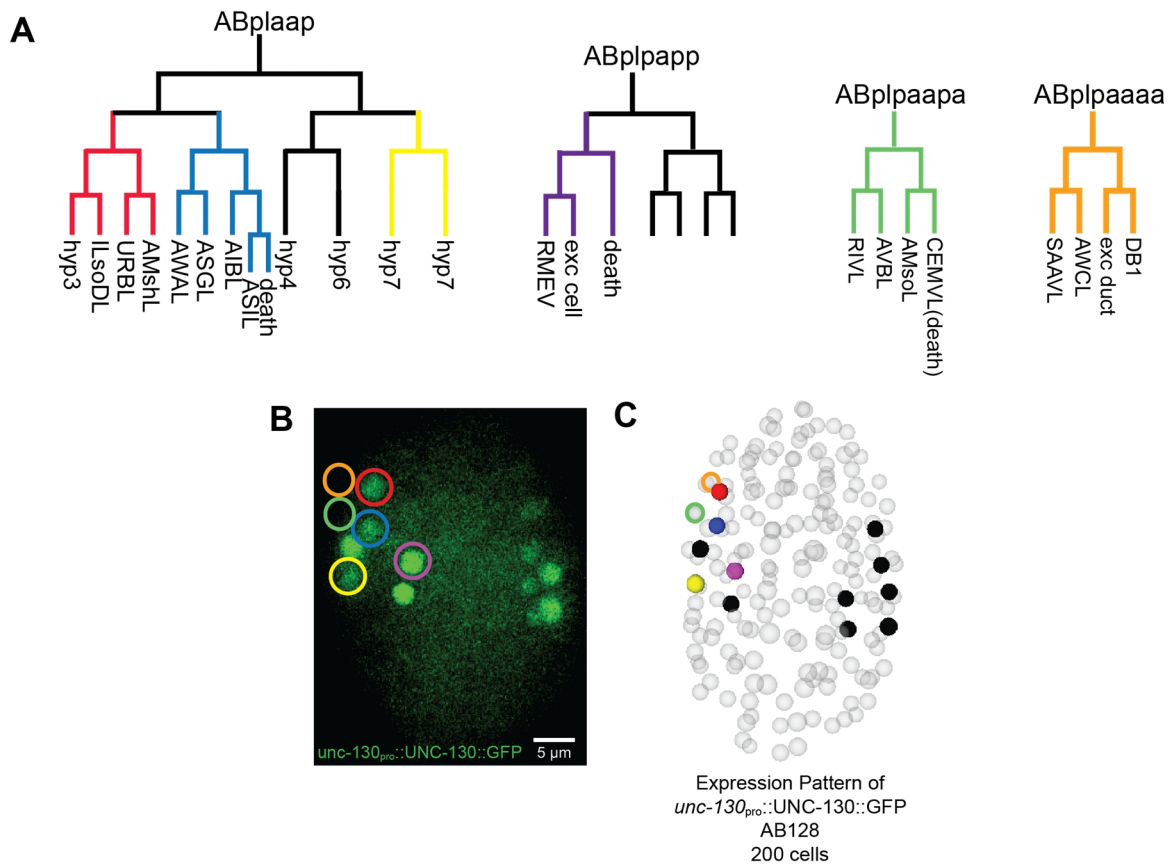 A
ABplaap
ABplpapp
ABplpaapa
ABplpaaaa
hyp3
ILsoDL
URBL
AMshL
AWAL
ASGL
AIBL
ASIL
death
hyp4
hyp6
hyp7
hyp7
RMEV
exc cell
death
RIVL
AVBL
AMsoL
CEMVL(death)
SAAVL
AWCL
exc duct
DB1
B
unc-130pro::UNC-130::GFP
5 µm
C
Expression Pattern of
unc-130pro::UNC-130::GFP
AB128
200 cells